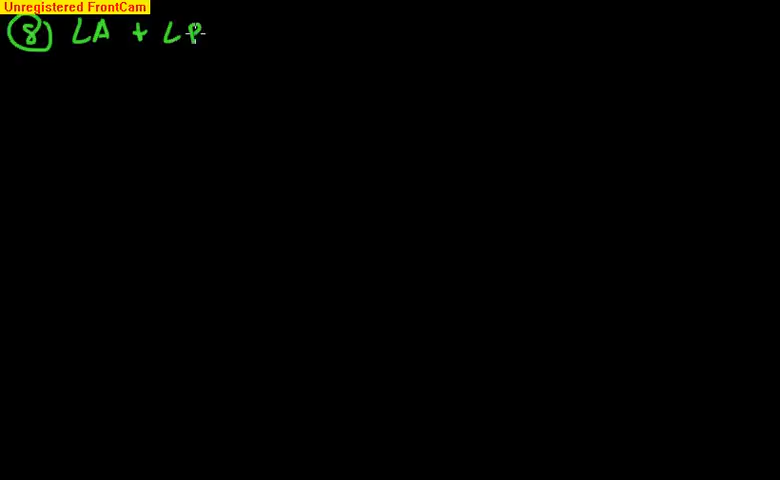 Unregistered FrontCam
8 ∠A + ∠P